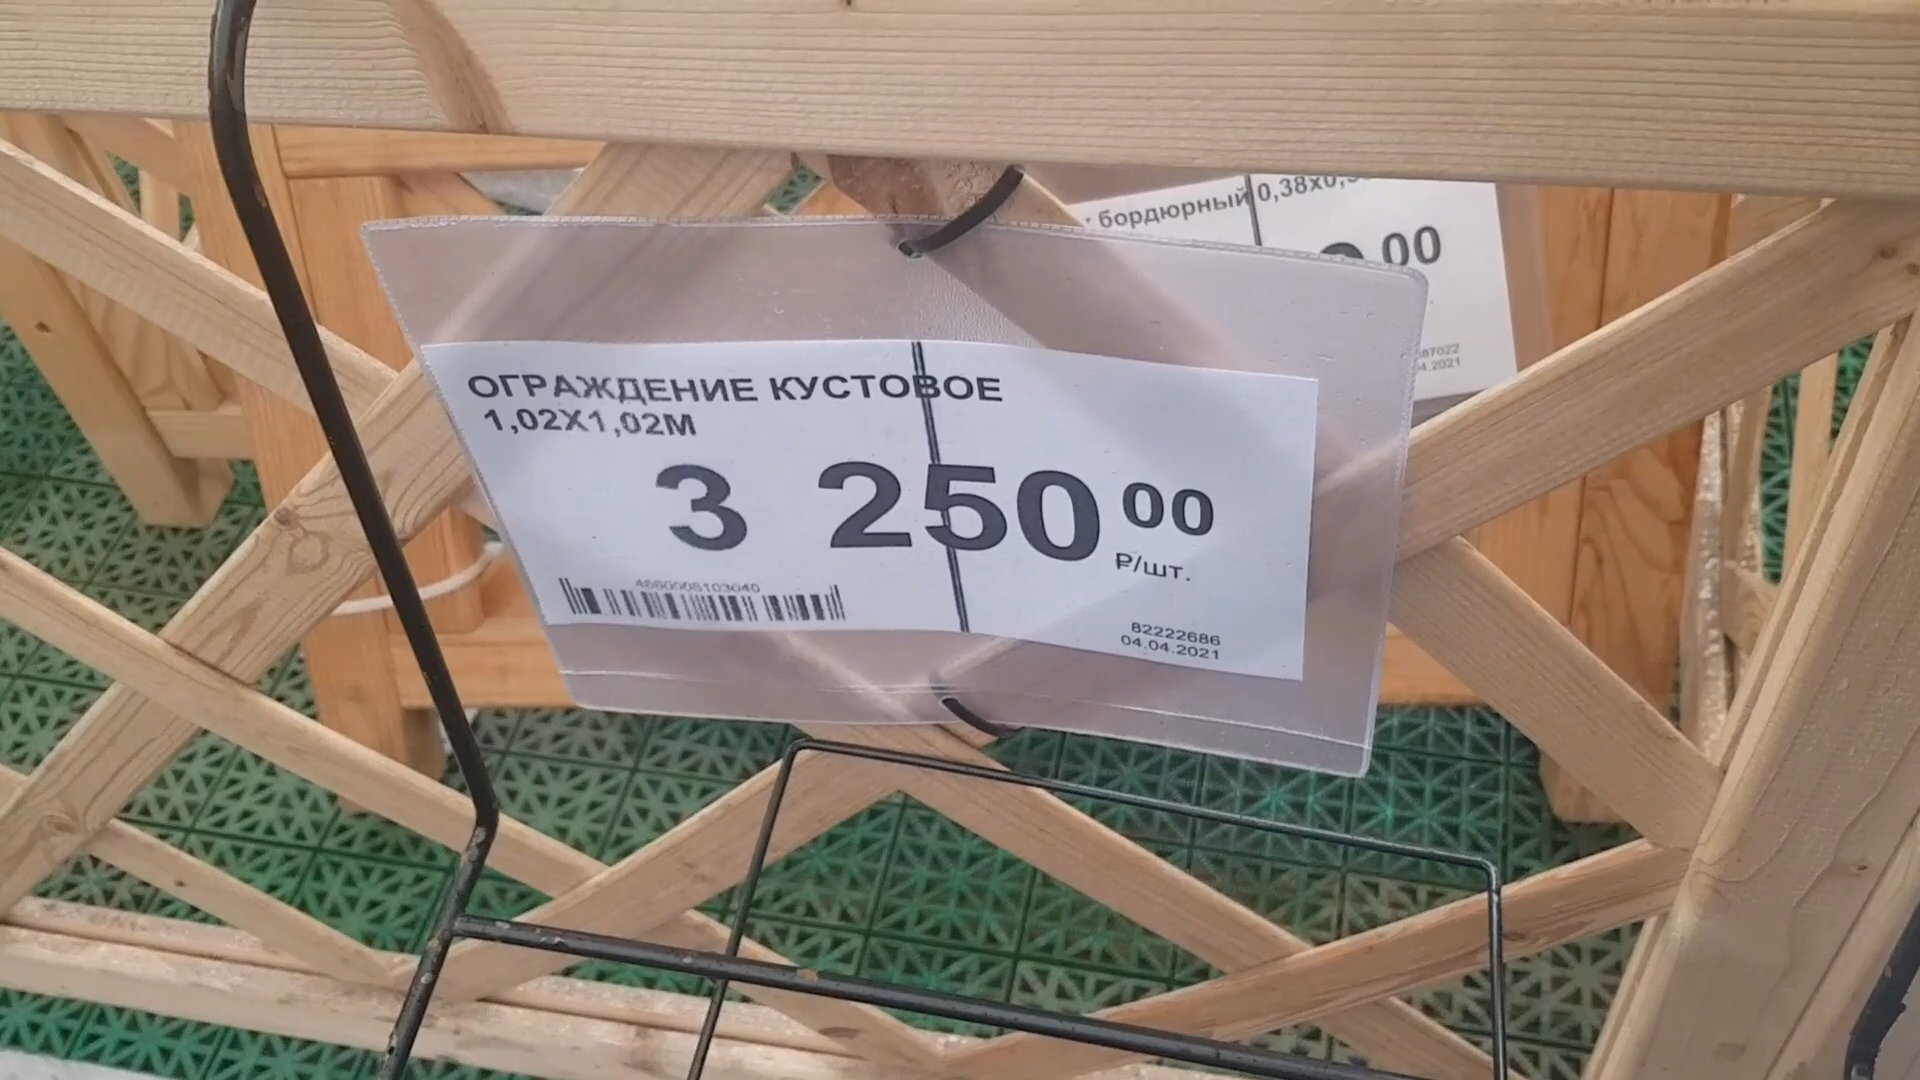 бордюрный 0,38х0,
00
ОГРАЖДЕНИЕ КУСТОВОЕ
1,02Х1,02М
3 250 00
₽/шт.
4660008103040
82222686
04.04.2021
87022
04.2021